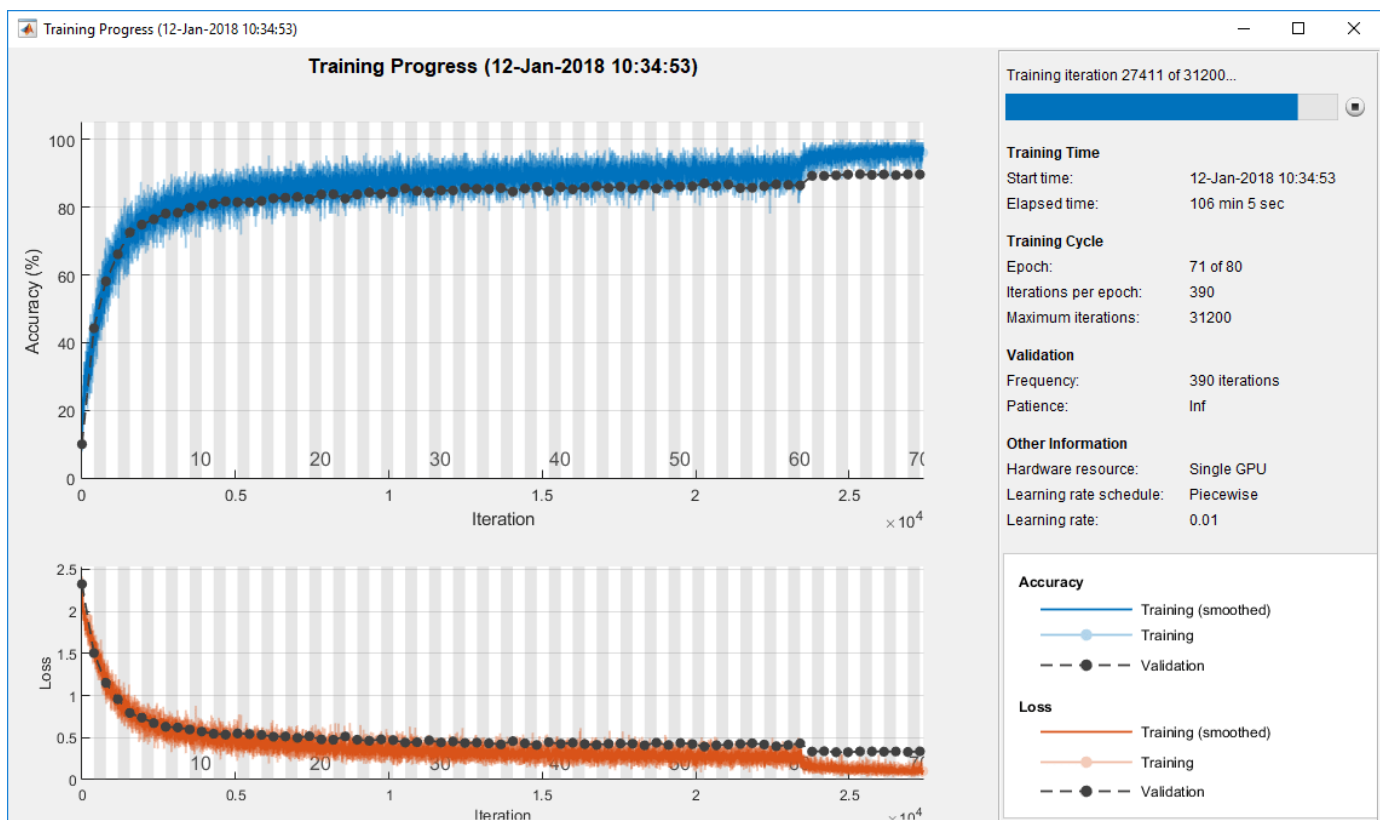 Training Progress (12-Jan-2018 10:34:53)
Training Progress (12-Jan-2018 10:34:53)
100
80
60
40
20
0
Accuracy (%)
10 20 30 40 50 60 70
0 0.5 1 1.5 2 2.5
Iteration
×10⁴
2.5
2
1.5
1
0.5
0
Loss
10 20 30 40 50 60 70
0 0.5 1 1.5 2 2.5
Iteration
×10⁴
Training iteration 27411 of 31200...
Training Time
Start time: 12-Jan-2018 10:34:53
Elapsed time: 106 min 5 sec
Training Cycle
Epoch: 71 of 80
Iterations per epoch: 390
Maximum iterations: 31200
Validation
Frequency: 390 iterations
Patience: Inf
Other Information
Hardware resource: Single GPU
Learning rate schedule: Piecewise
Learning rate: 0.01
Accuracy
Training (smoothed)
Training
Validation
Loss
Training (smoothed)
Training
Validation